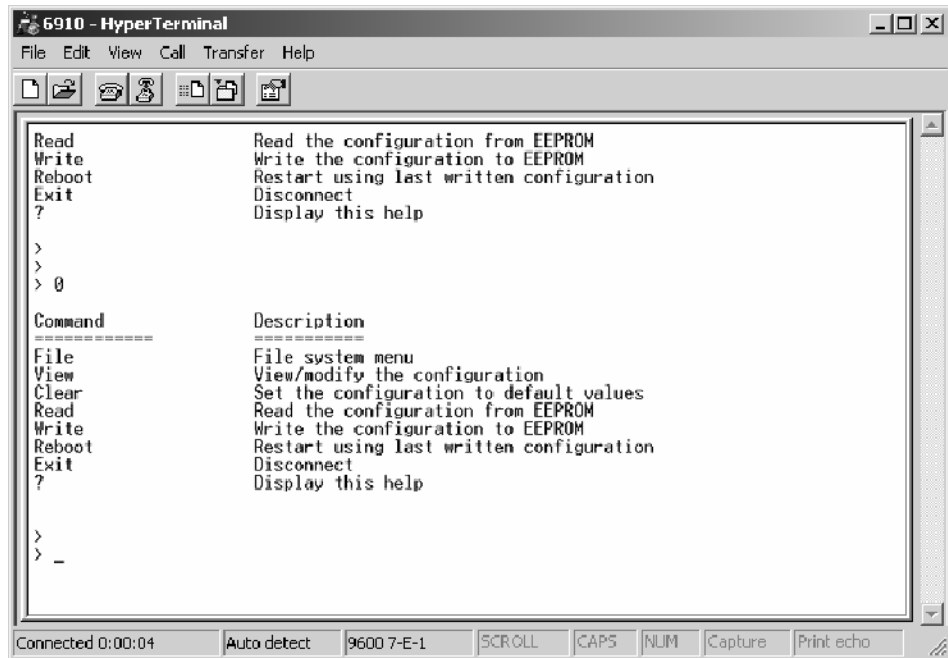 6910 - HyperTerminal
File Edit View Call Transfer Help
Read Read the configuration from EEPROM
Write Write the configuration to EEPROM
Reboot Restart using last written configuration
Exit Disconnect
? Display this help
>
>
> 0
Command Description
============ ===========
File File system menu
View View/modify the configuration
Clear Set the configuration to default values
Read Read the configuration from EEPROM
Write Write the configuration to EEPROM
Reboot Restart using last written configuration
Exit Disconnect
? Display this help
>
> _
Connected 0:00:04 Auto detect 9600 7-E-1 SCROLL CAPS NUM Capture Print echo